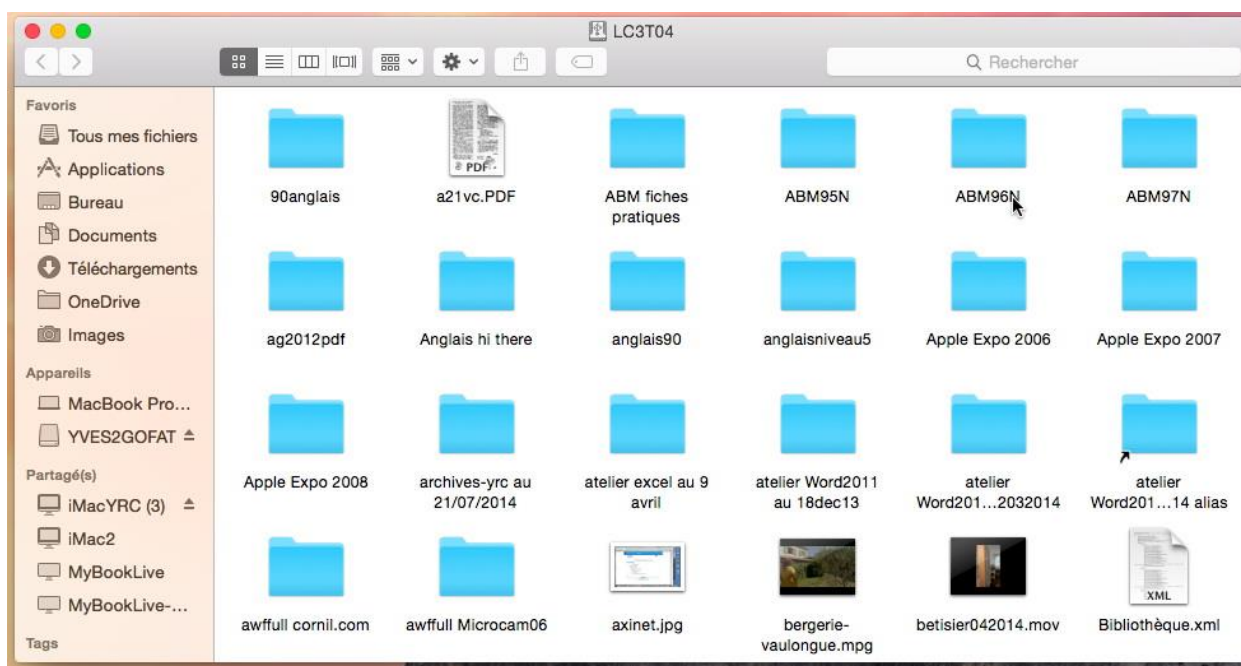 LC3T04
Rechercher
Favoris
Tous mes fichiers
Applications
Bureau
Documents
Téléchargements
OneDrive
Images
Appareils
MacBook Pro...
YVES2GOFAT
Partagé(s)
iMacYRC (3)
iMac2
MyBookLive
MyBookLive-...
Tags
90anglais
a21vc.PDF
ABM fiches
pratiques
ABM95N
ABM96N
ABM97N
ag2012pdf
Anglais hi there
anglais90
anglaisniveau5
Apple Expo 2006
Apple Expo 2007
Apple Expo 2008
archives-yrc au
21/07/2014
atelier excel au 9
avril
atelier Word2011
au 18dec13
atelier
Word201...2032014
atelier
Word201...14 alias
awffull cornil.com
awffull Microcam06
axinet.jpg
bergerie-
vaulongue.mpg
betisier042014.mov
XML
Bibliothèque.xml
PDF